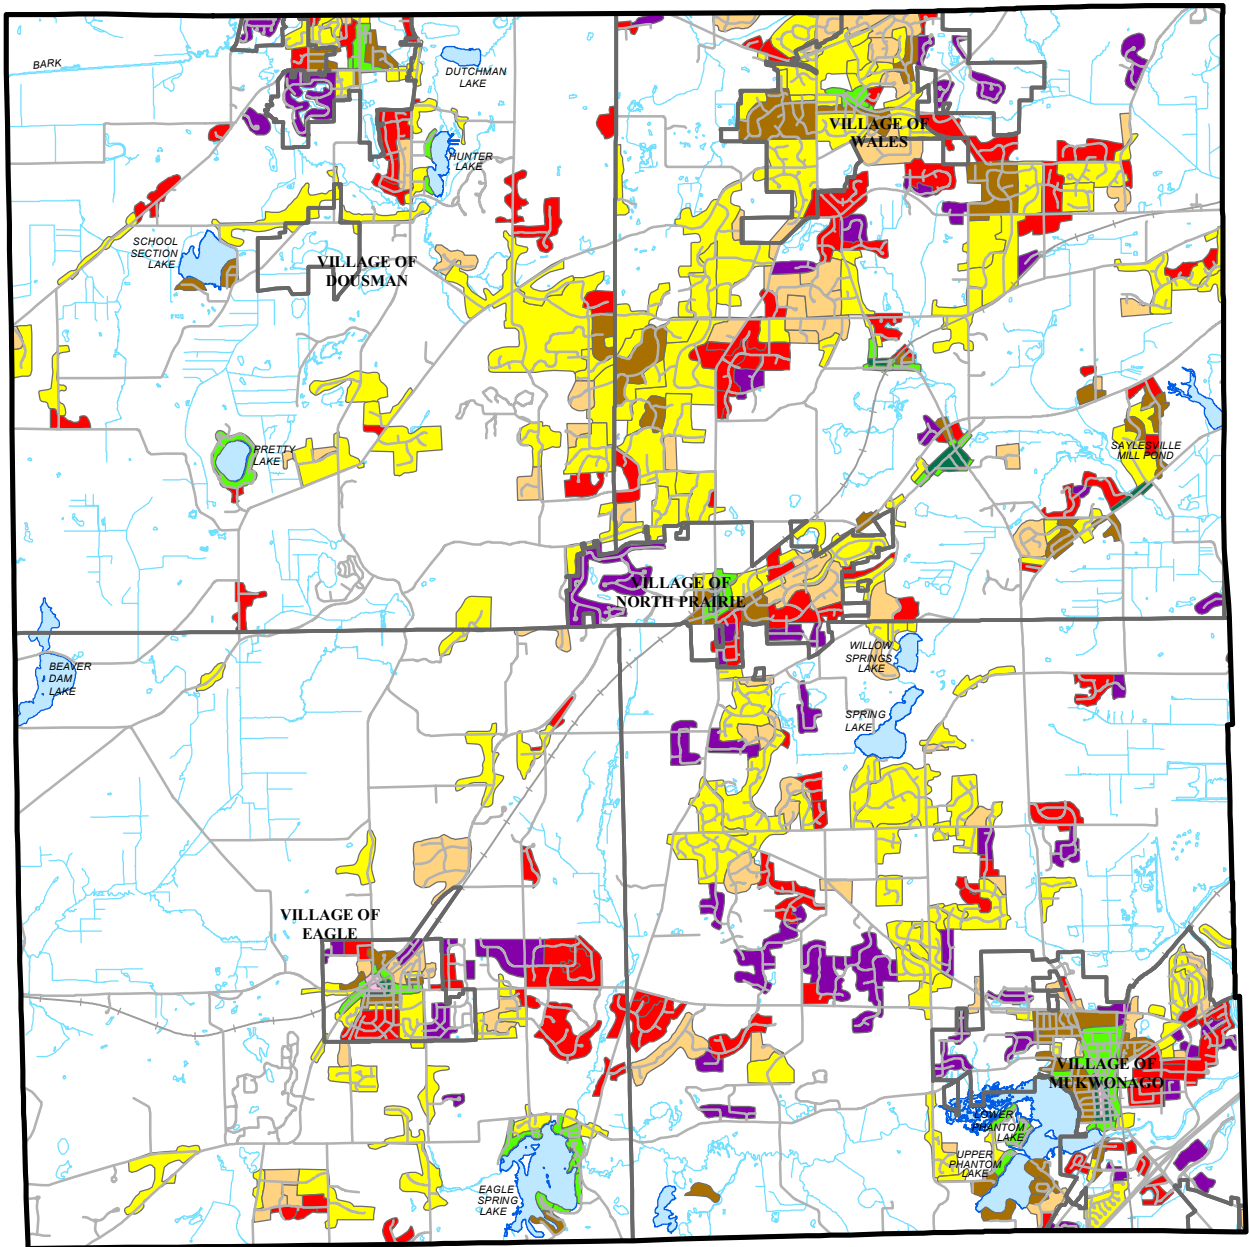 BARK
DUTCHMAN
LAKE
VILLAGE OF
WALES
HUNTER
LAKE
SCHOOL
SECTION
LAKE
VILLAGE OF
DOUSMAN
PRETTY
LAKE
SAYLESVILLE
MILL POND
VILLAGE OF
NORTH PRAIRIE
WILLOW
SPRINGS
LAKE
BEAVER
DAM
LAKE
SPRING
LAKE
VILLAGE OF
EAGLE
VILLAGE OF
MUKWONAGO
LOWER
PHANTOM
LAKE
UPPER
PHANTOM
LAKE
EAGLE
SPRING
LAKE